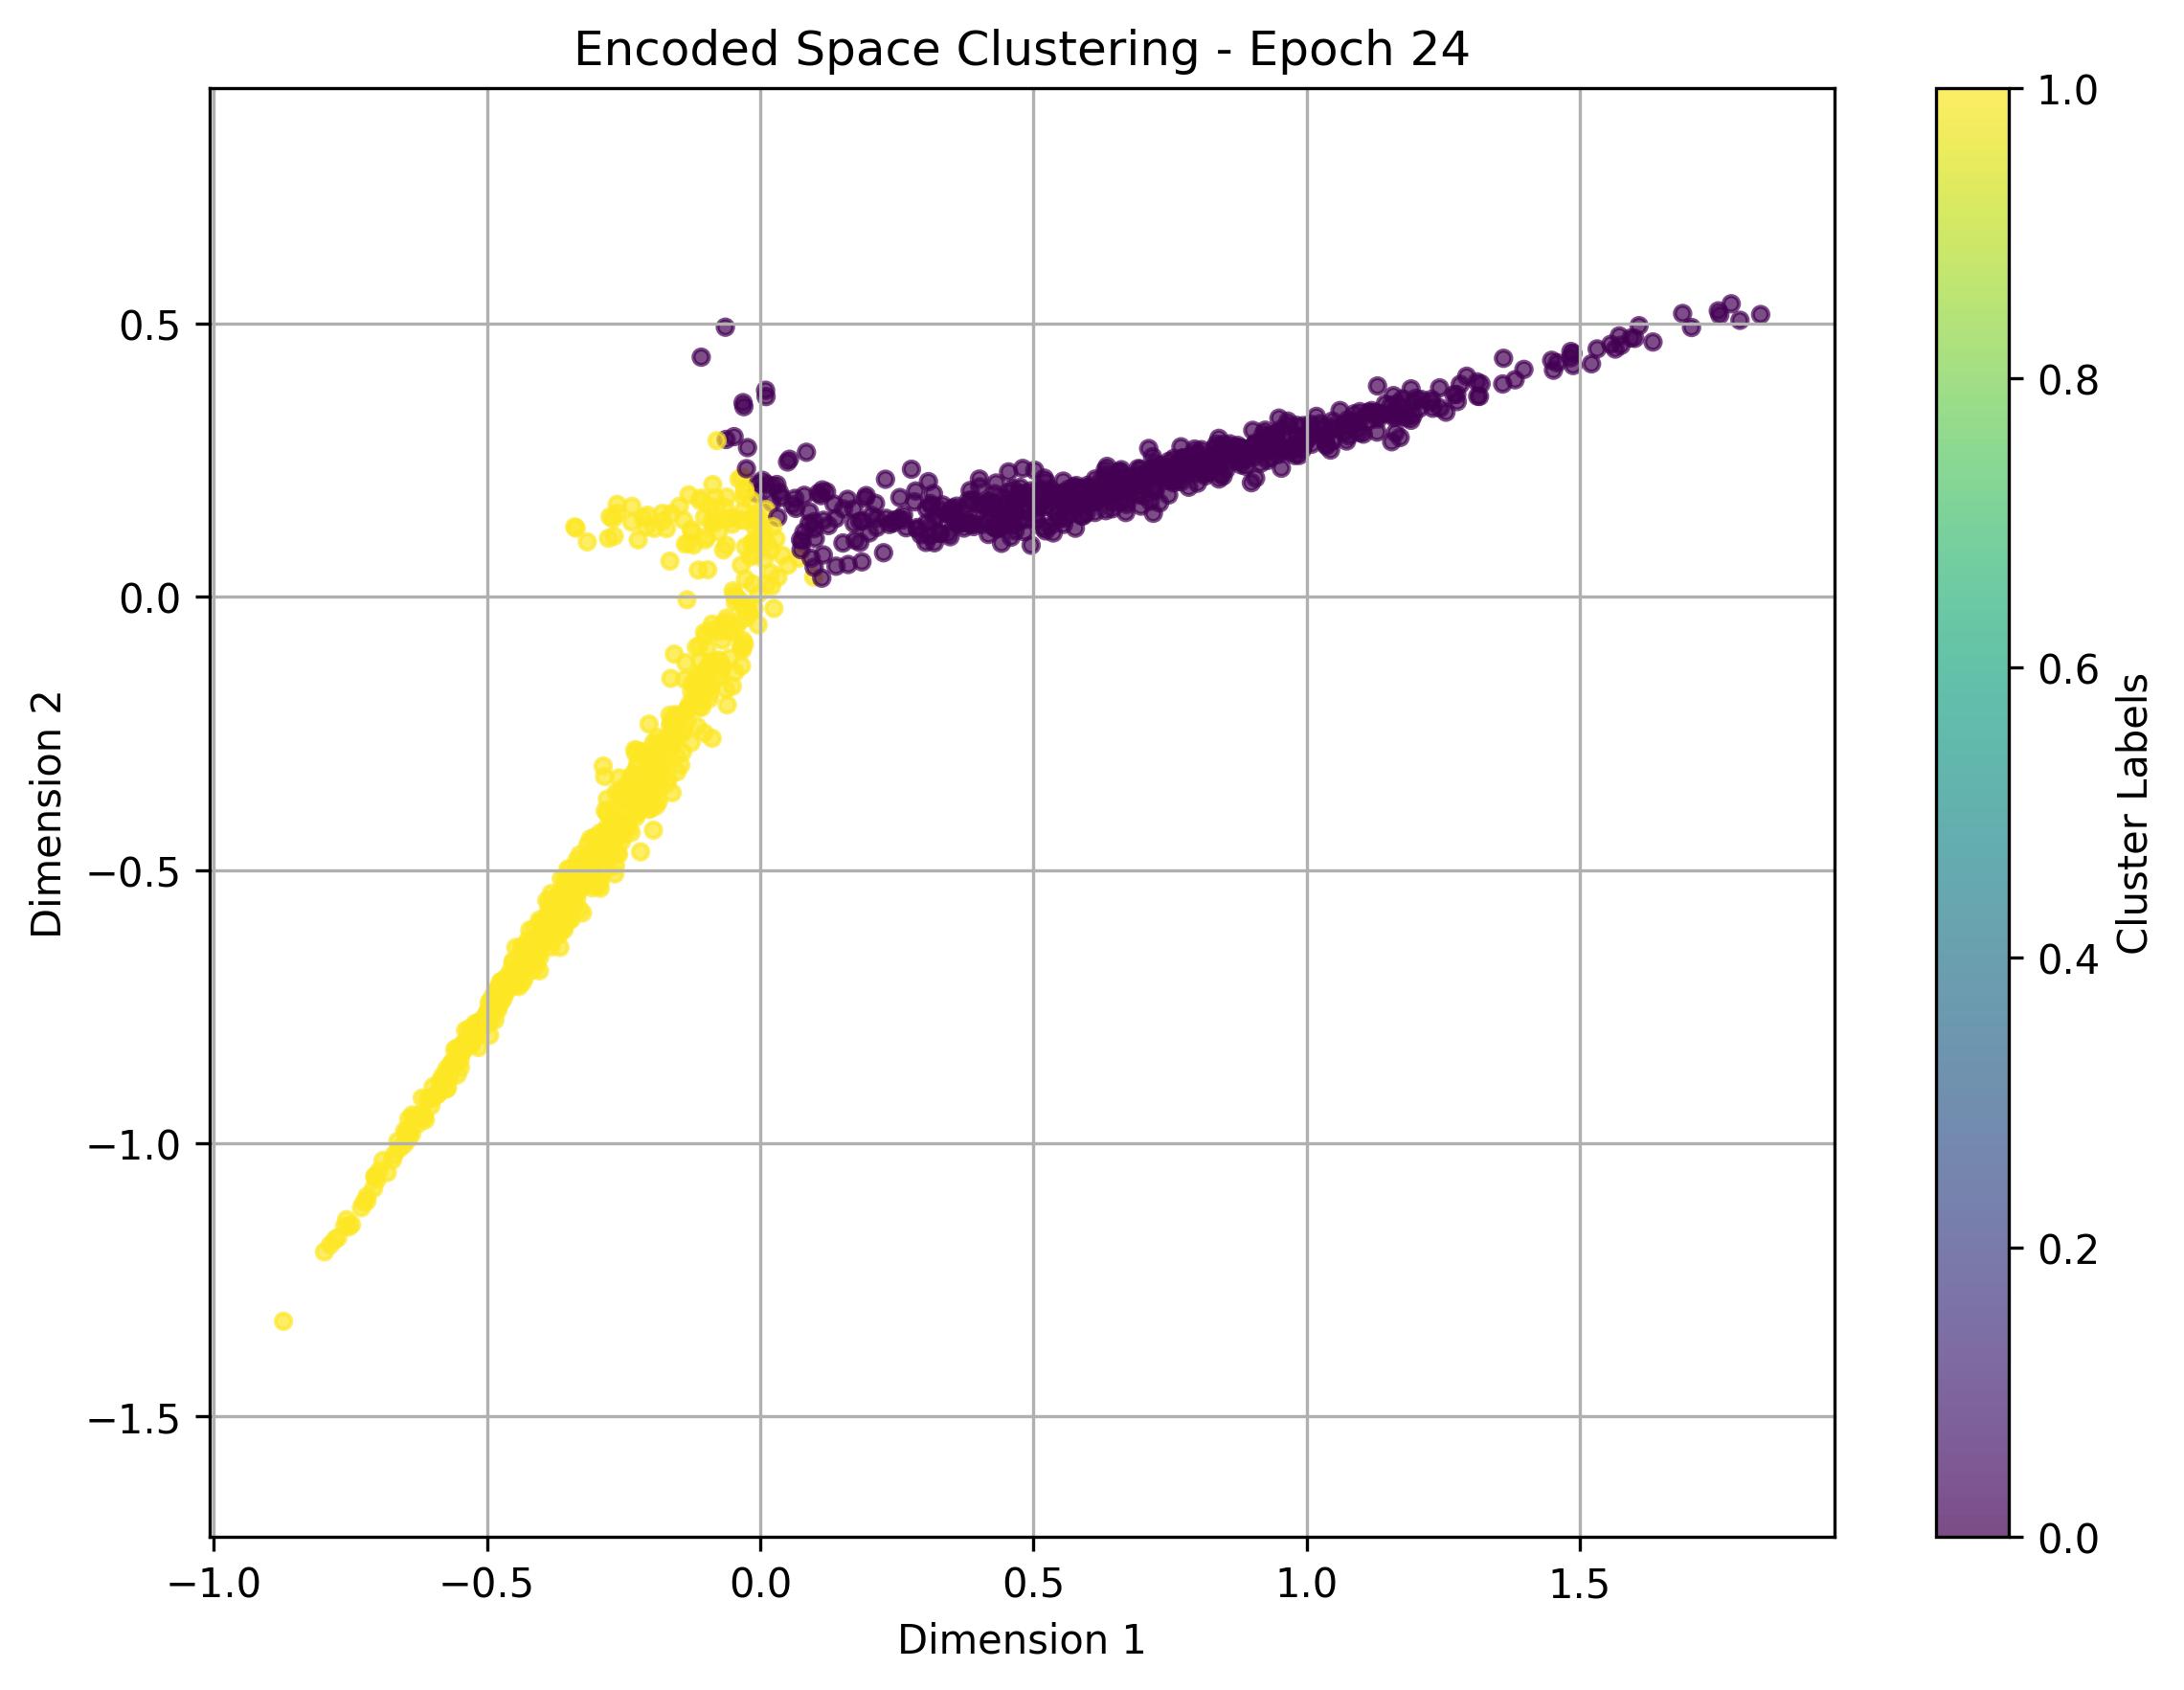 Encoded Space Clustering - Epoch 24
1.0
0.8
0.6
0.4
0.2
0.0
Cluster Labels
0.5
0.0
−0.5
−1.0
−1.5
Dimension 2
−1.0 −0.5 0.0 0.5 1.0 1.5
Dimension 1